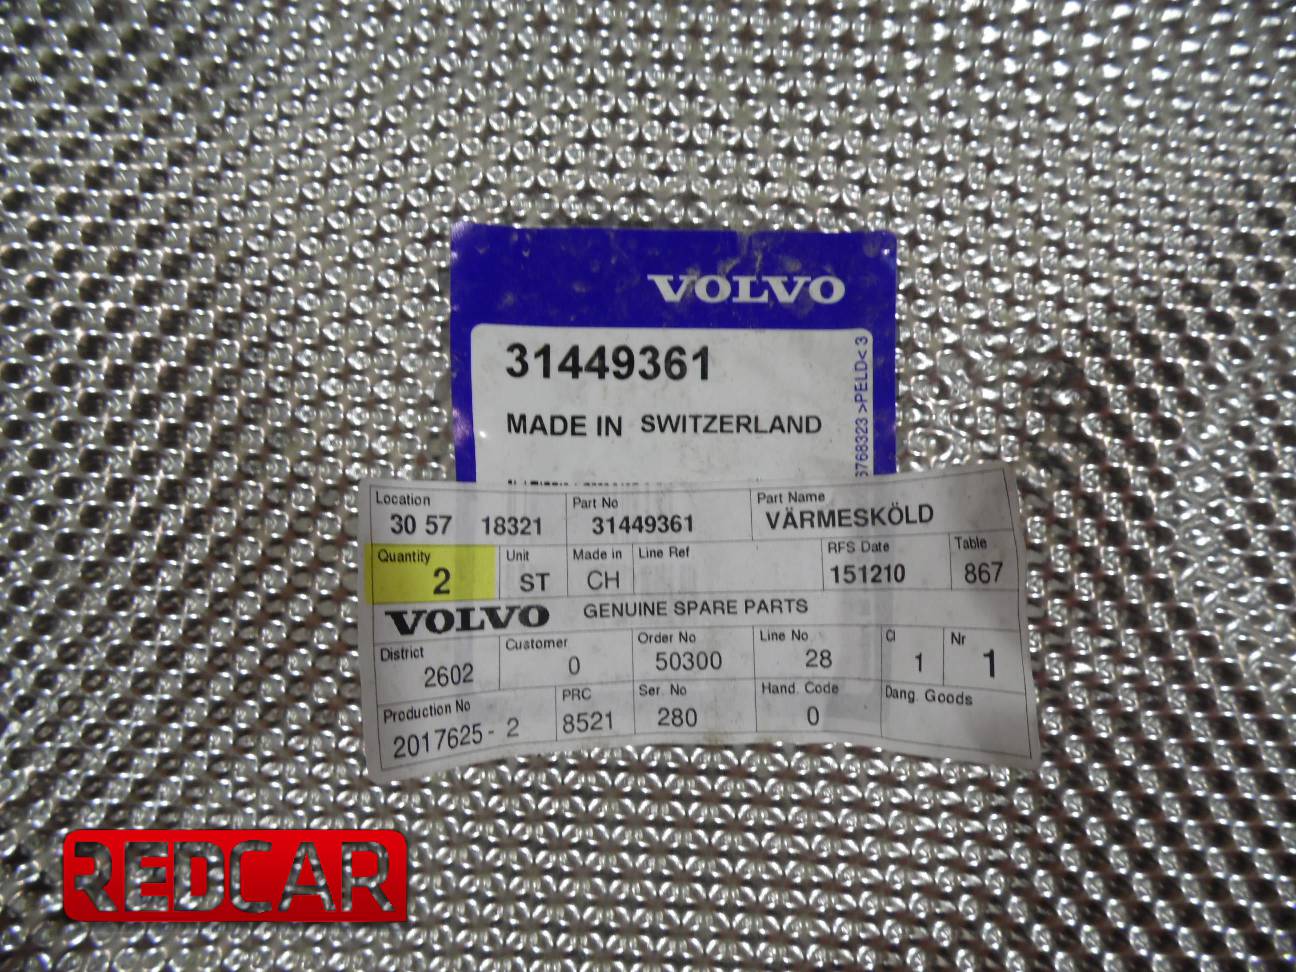 VOLVO
31449361
MADE IN SWITZERLAND
6768323 >PELD< 3
Location Part No Part Name
30 57 18321 31449361 VÄRMESKÖLD
Quantity Unit Made in Line Ref RFS Date Table
2 ST CH 151210 867
VOLVO GENUINE SPARE PARTS
District Customer Order No Line No Cl Nr
2602 0 50300 28 1 1
Production No PRC Ser. No Hand. Code Dang. Goods
2017625 - 2 8521 280 0
REDCAR